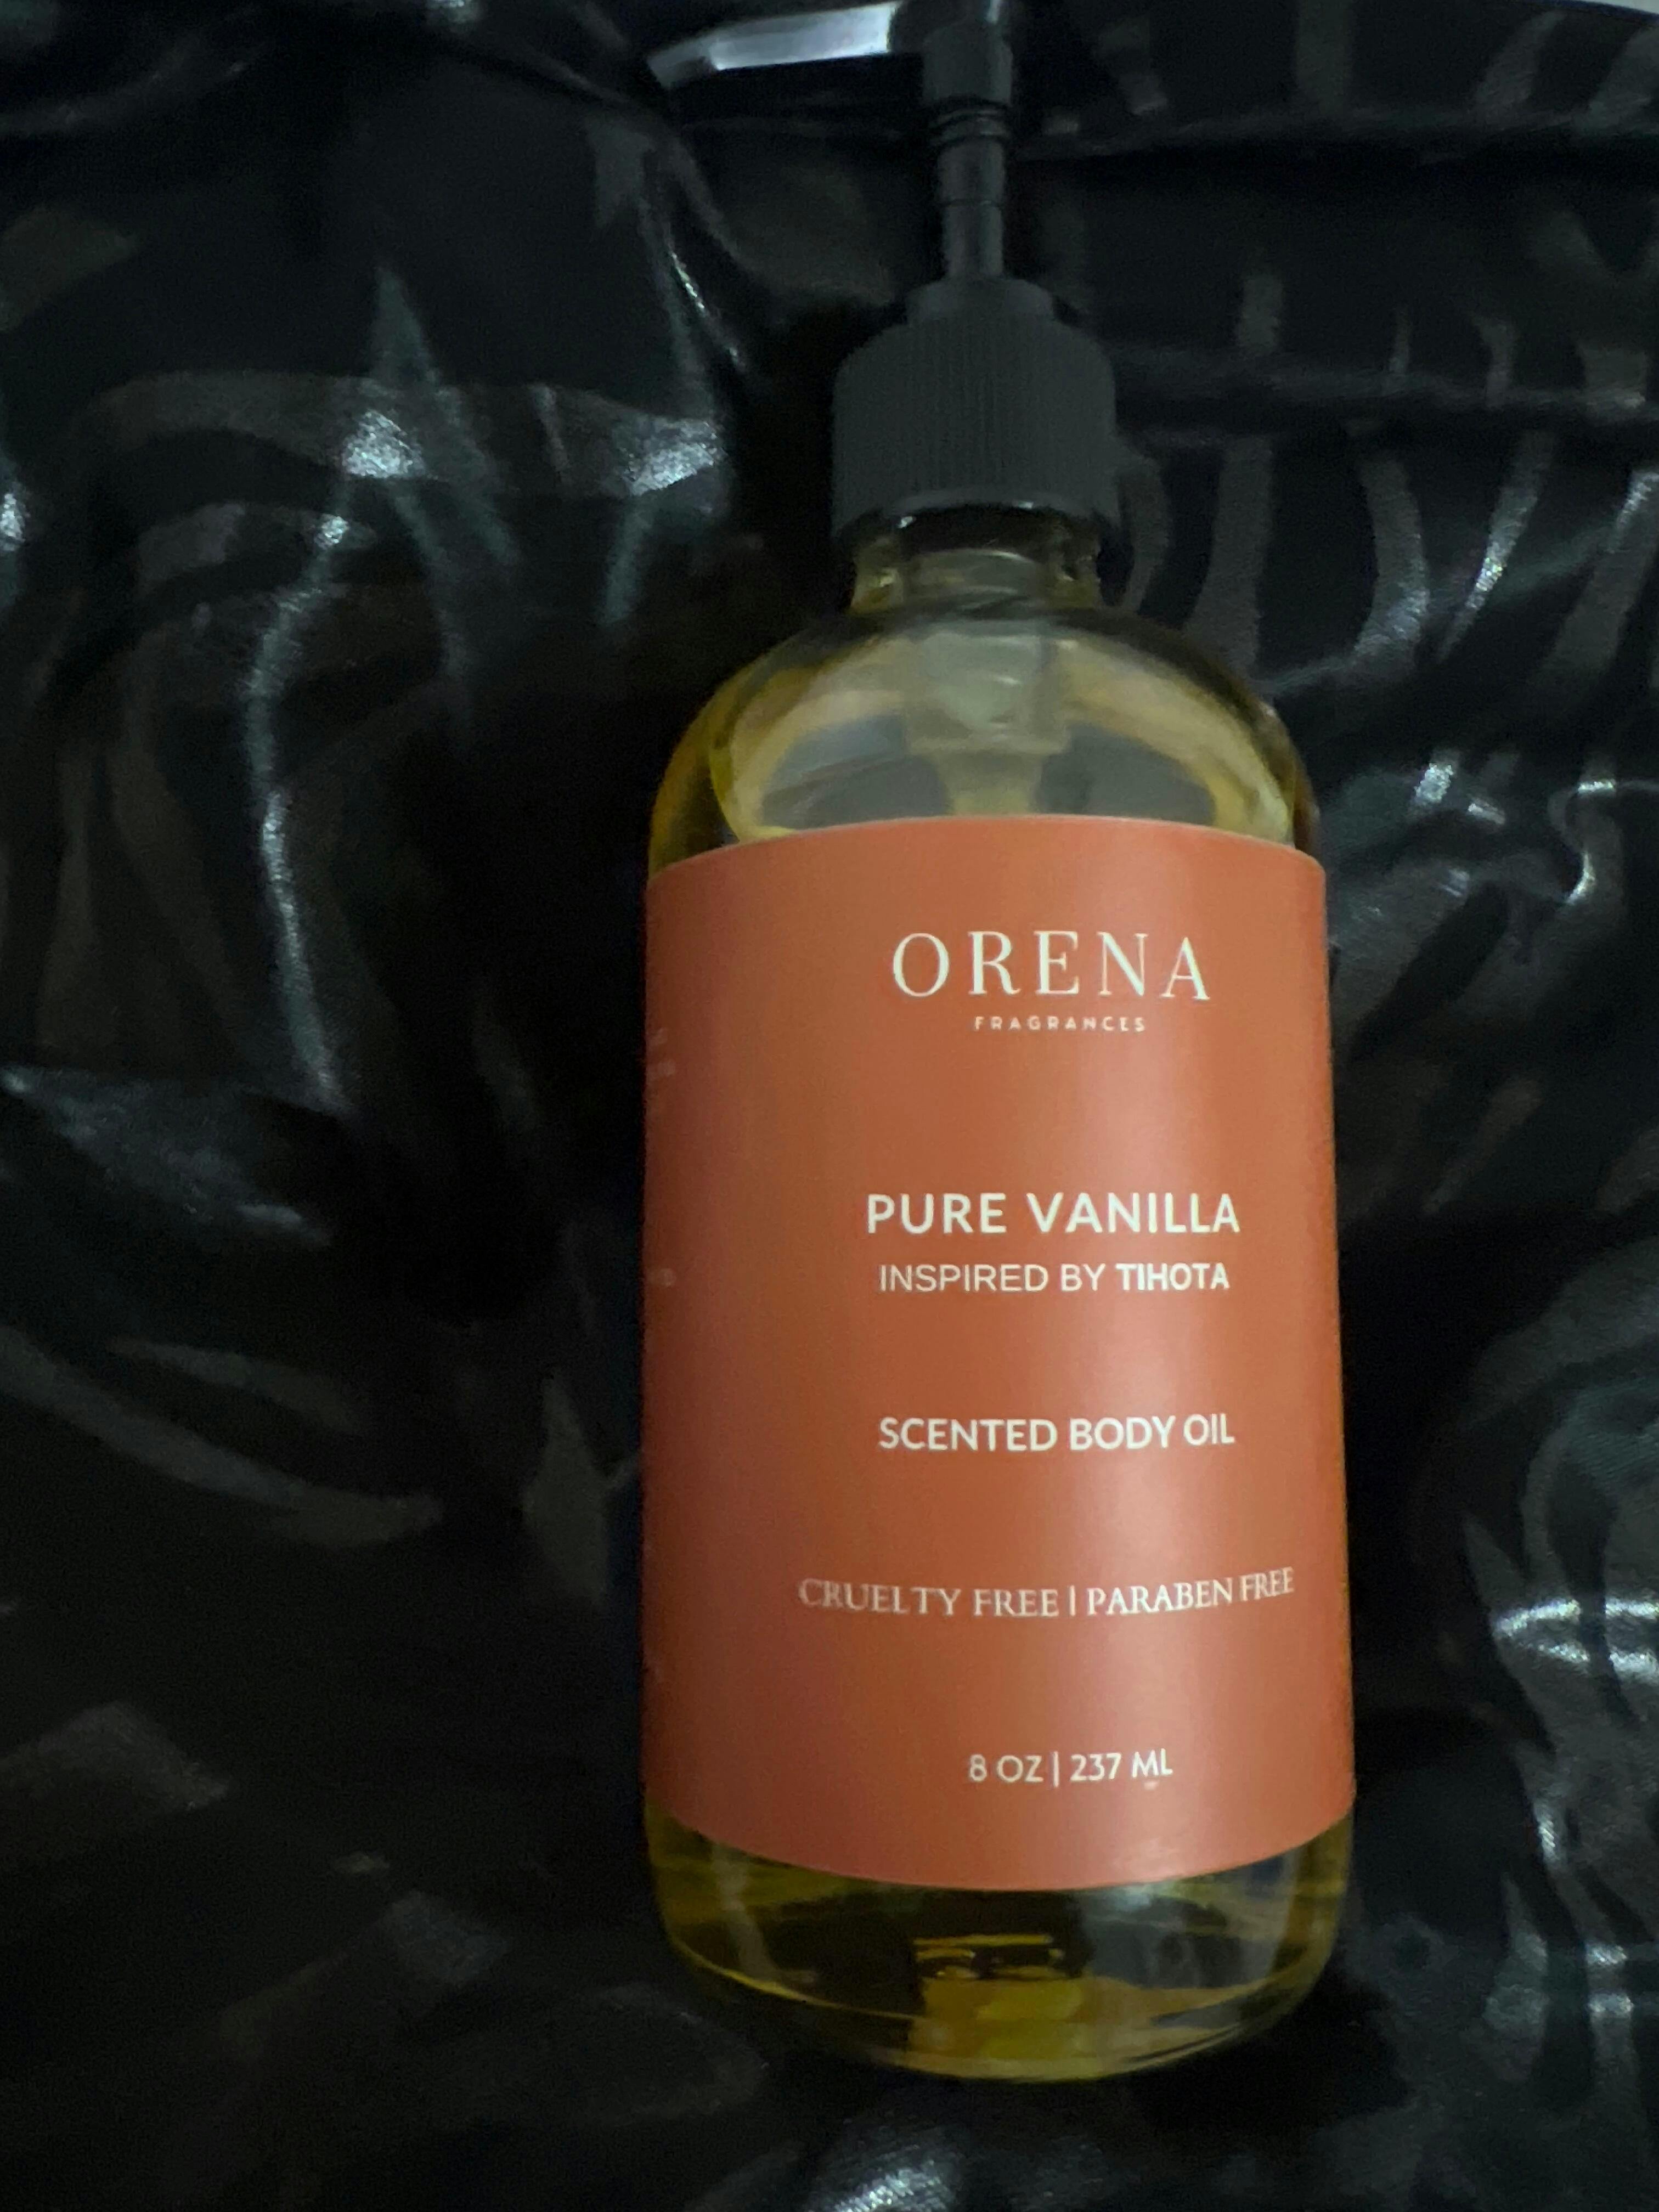 ORENA
FRAGRANCES
PURE VANILLA
INSPIRED BY TIHOTA
SCENTED BODY OIL
CRUELTY FREE | PARABEN FREE
8 OZ | 237 ML